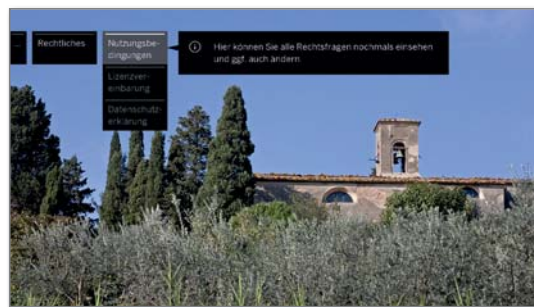 ...
Rechtliches
Nutzungsbe-
dingungen
Lizenzver-
einbarung
Datenschutz-
erklärung
Hier können Sie alle Rechtsfragen nochmals einsehen
und ggf. auch ändern